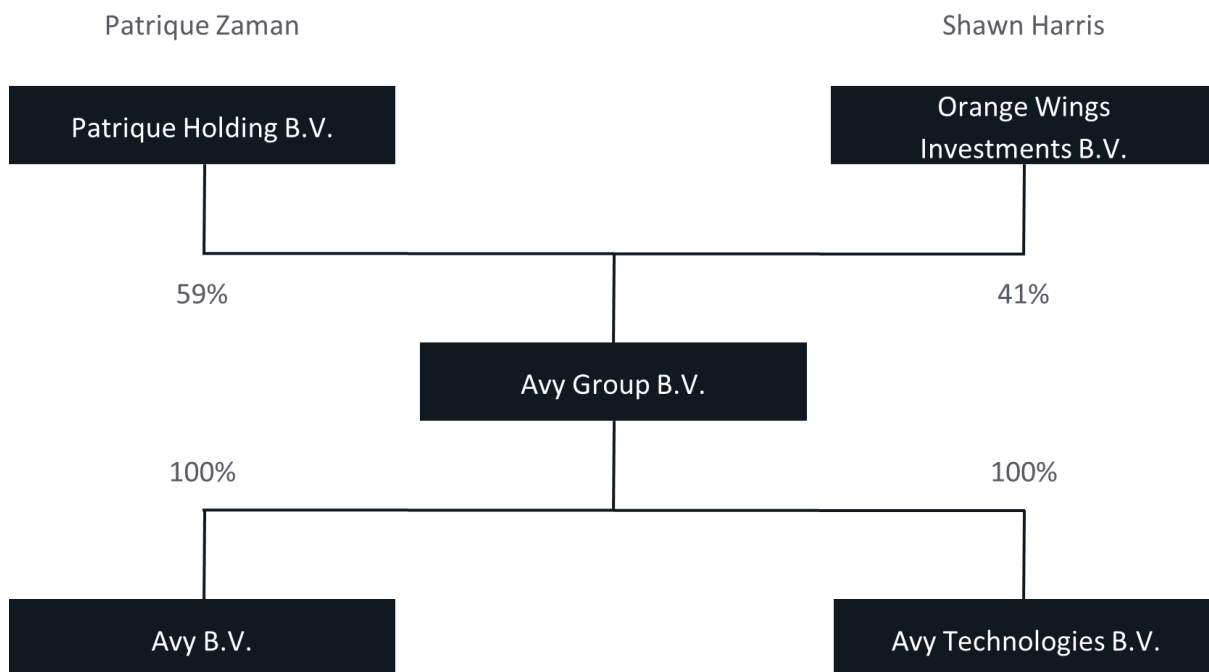 Patrique Zaman
Shawn Harris
Patrique Holding B.V.
Orange Wings
Investments B.V.
59%
41%
Avy Group B.V.
100%
100%
Avy B.V.
Avy Technologies B.V.